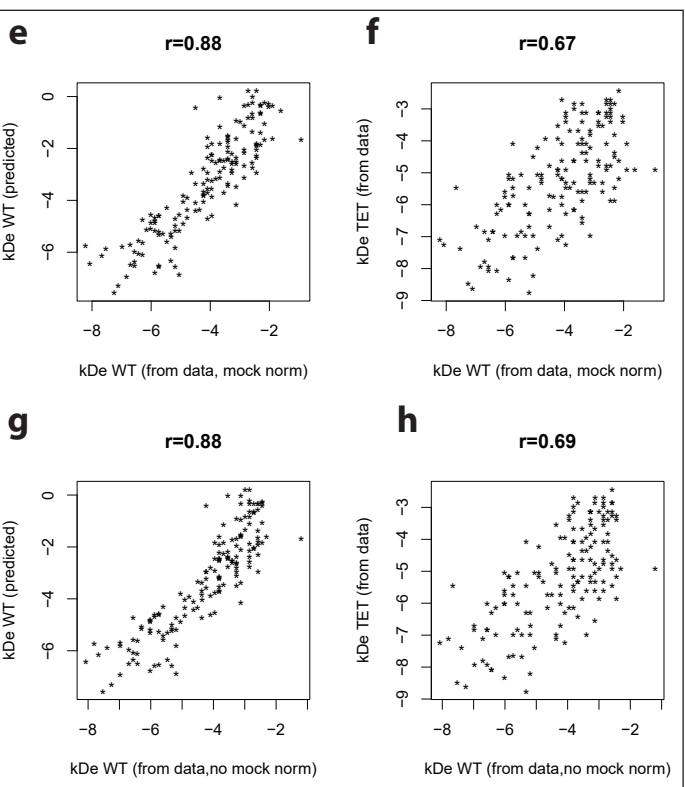 e
r=0.88
kDe WT (predicted)
0
−2
−4
−6
−8 −6 −4 −2
kDe WT (from data, mock norm)
f
r=0.67
kDe TET (from data)
−3
−4
−5
−6
−7
−8
−9
−8 −6 −4 −2
kDe WT (from data, mock norm)
g
r=0.88
kDe WT (predicted)
0
−2
−4
−6
−8 −6 −4 −2
kDe WT (from data,no mock norm)
h
r=0.69
kDe TET (from data)
−3
−4
−5
−6
−7
−8
−9
−8 −6 −4 −2
kDe WT (from data,no mock norm)